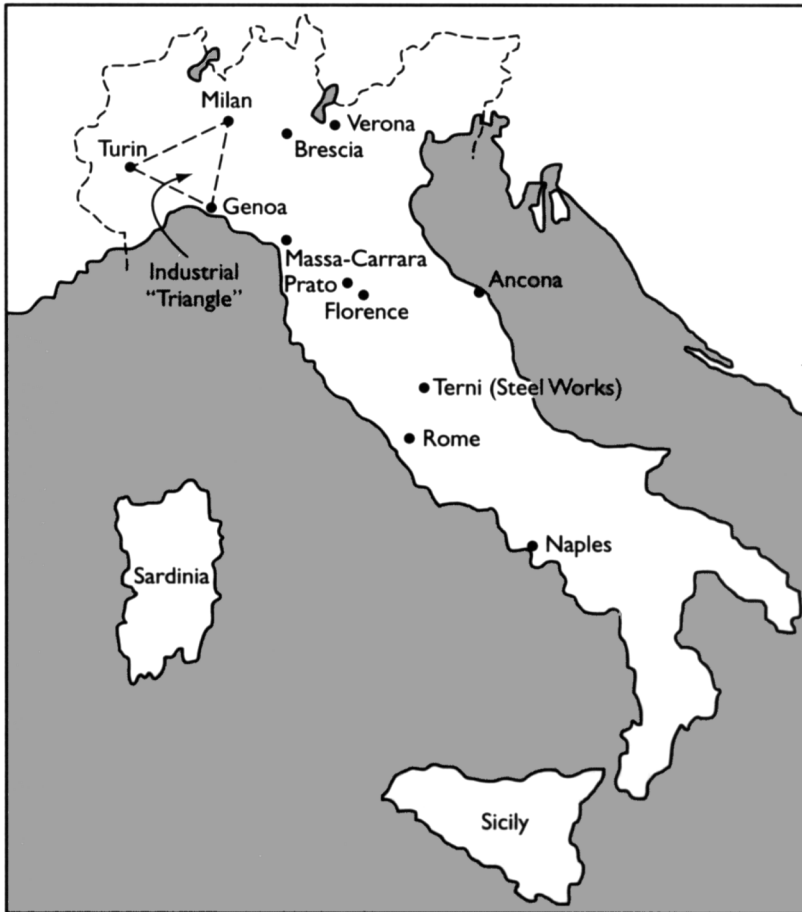 Milan
Verona
Brescia
Turin
Genoa
Massa-Carrara
Industrial
"Triangle"
Prato
Florence
Ancona
Terni (Steel Works)
Rome
Naples
Sardinia
Sicily